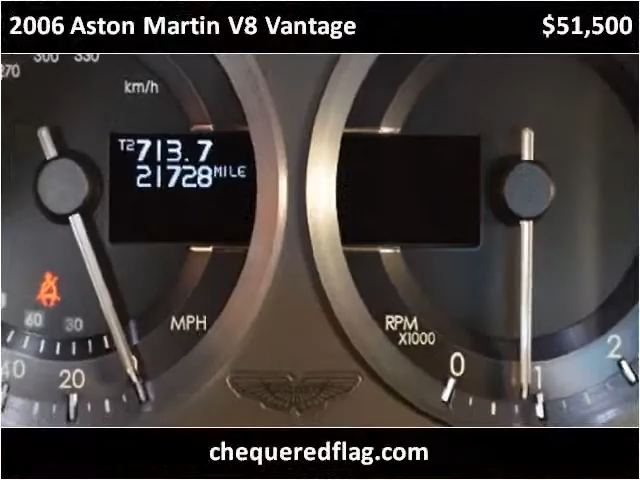 2006 Aston Martin V8 Vantage $51,500
270 300 330
km/h
T2 713.7
21728 MILE
60 30
MPH
RPM
X1000
40 20 0
0 1 2
chequeredflag.com